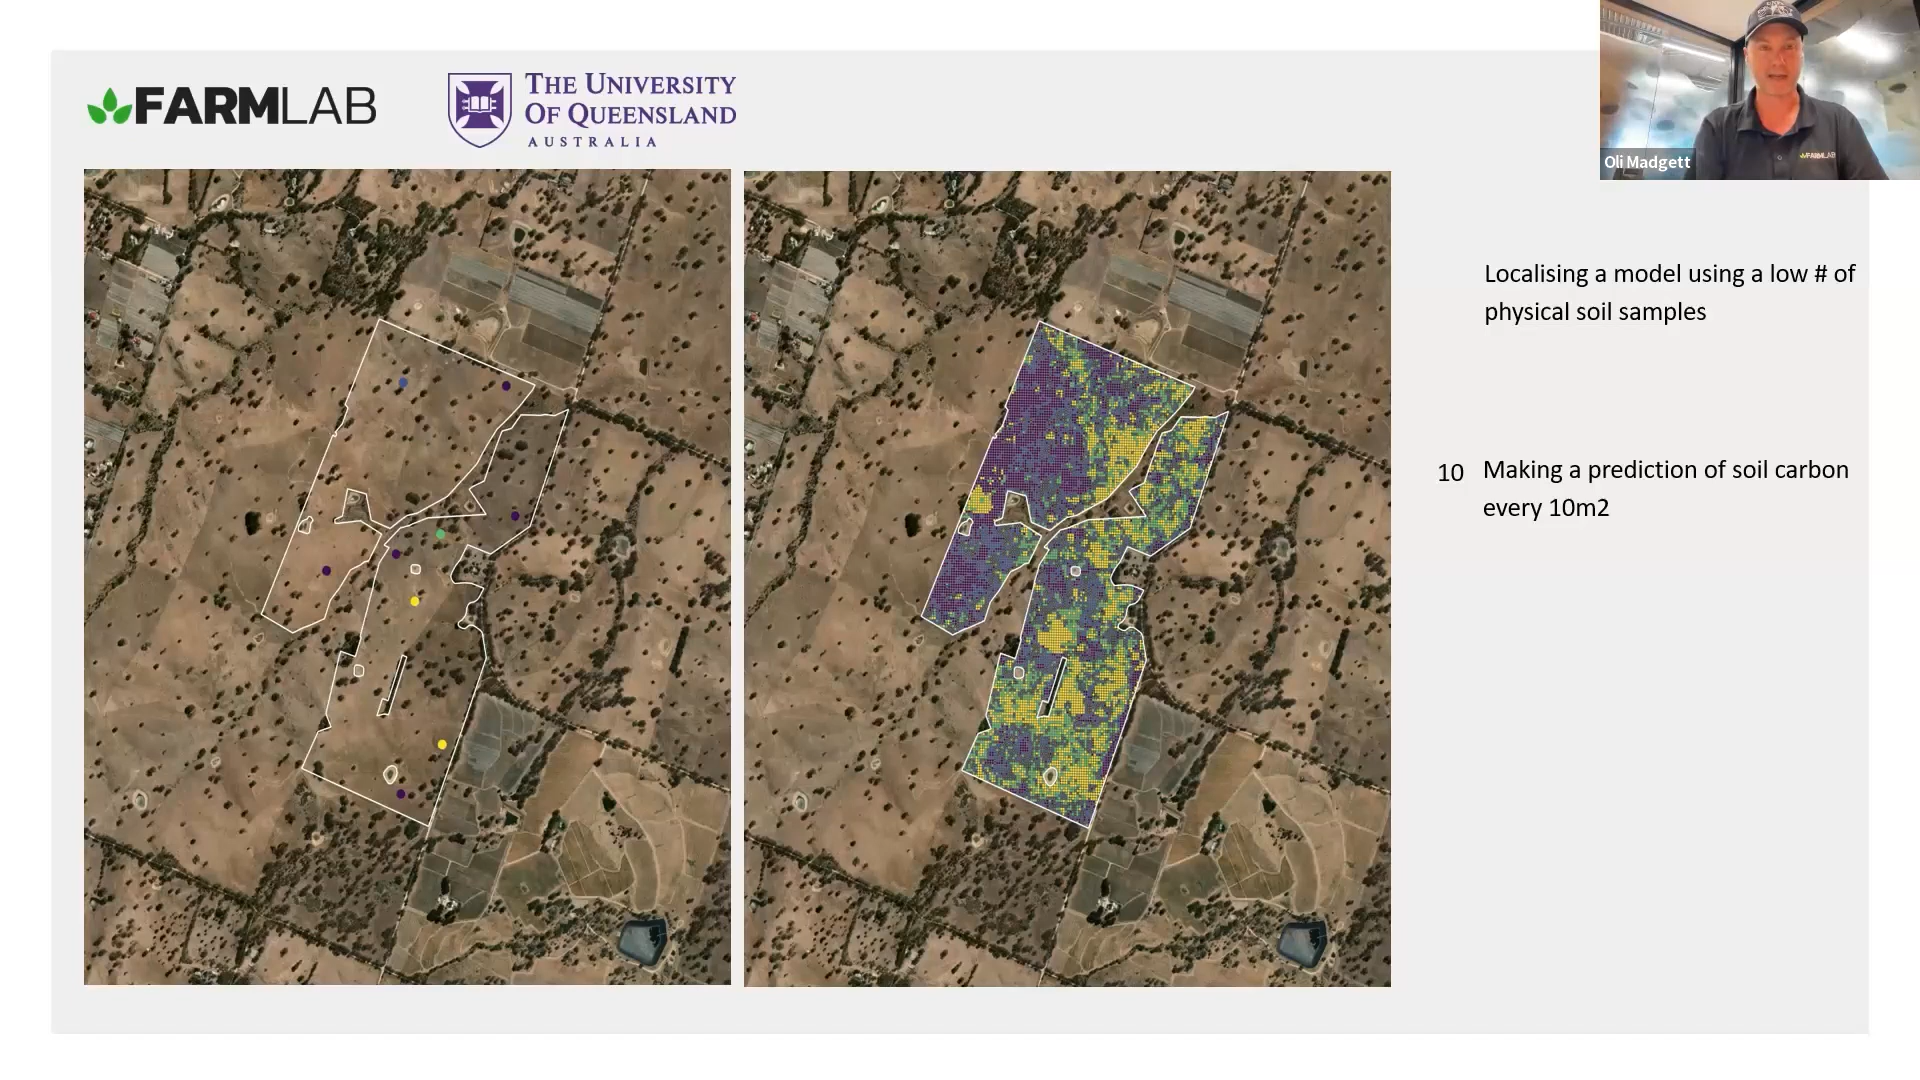 FARMLAB
THE UNIVERSITY
OF QUEENSLAND
AUSTRALIA
FARMLAB
Oli Madgett
Localising a model using a low # of
physical soil samples
10
Making a prediction of soil carbon
every 10m2